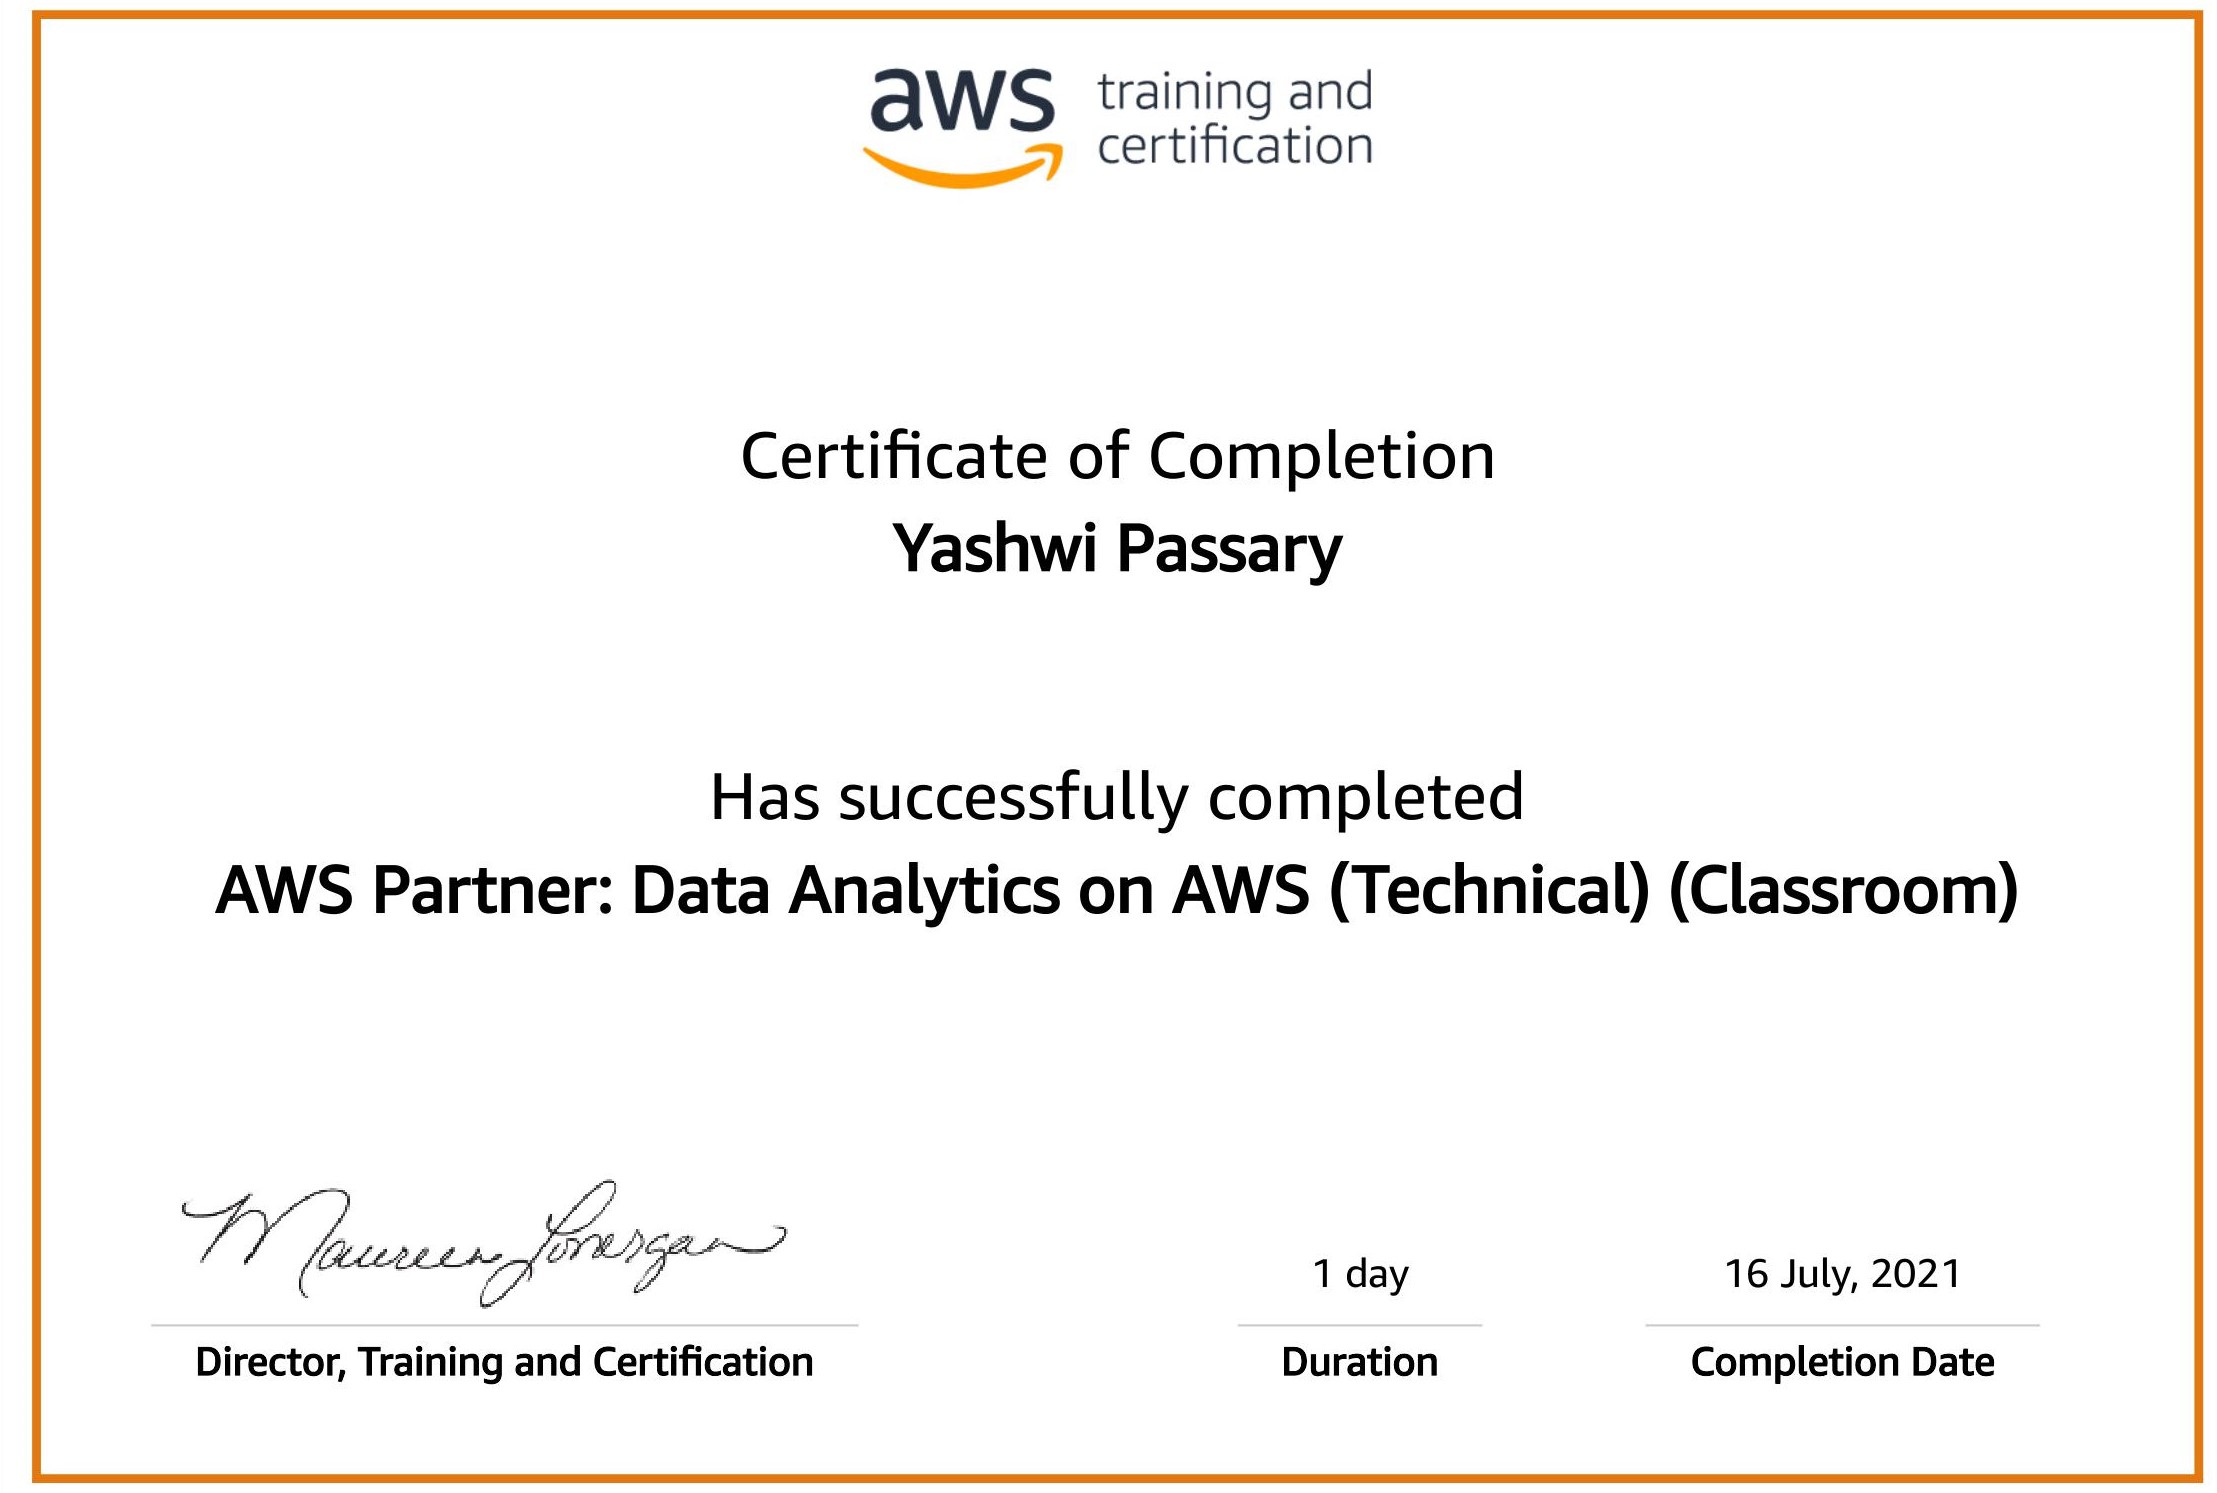 aws training and
certification
Certificate of Completion
Yashwi Passary
Has successfully completed
AWS Partner: Data Analytics on AWS (Technical) (Classroom)
Maureen Lonergan
1 day
16 July, 2021
Director, Training and Certification
Duration
Completion Date